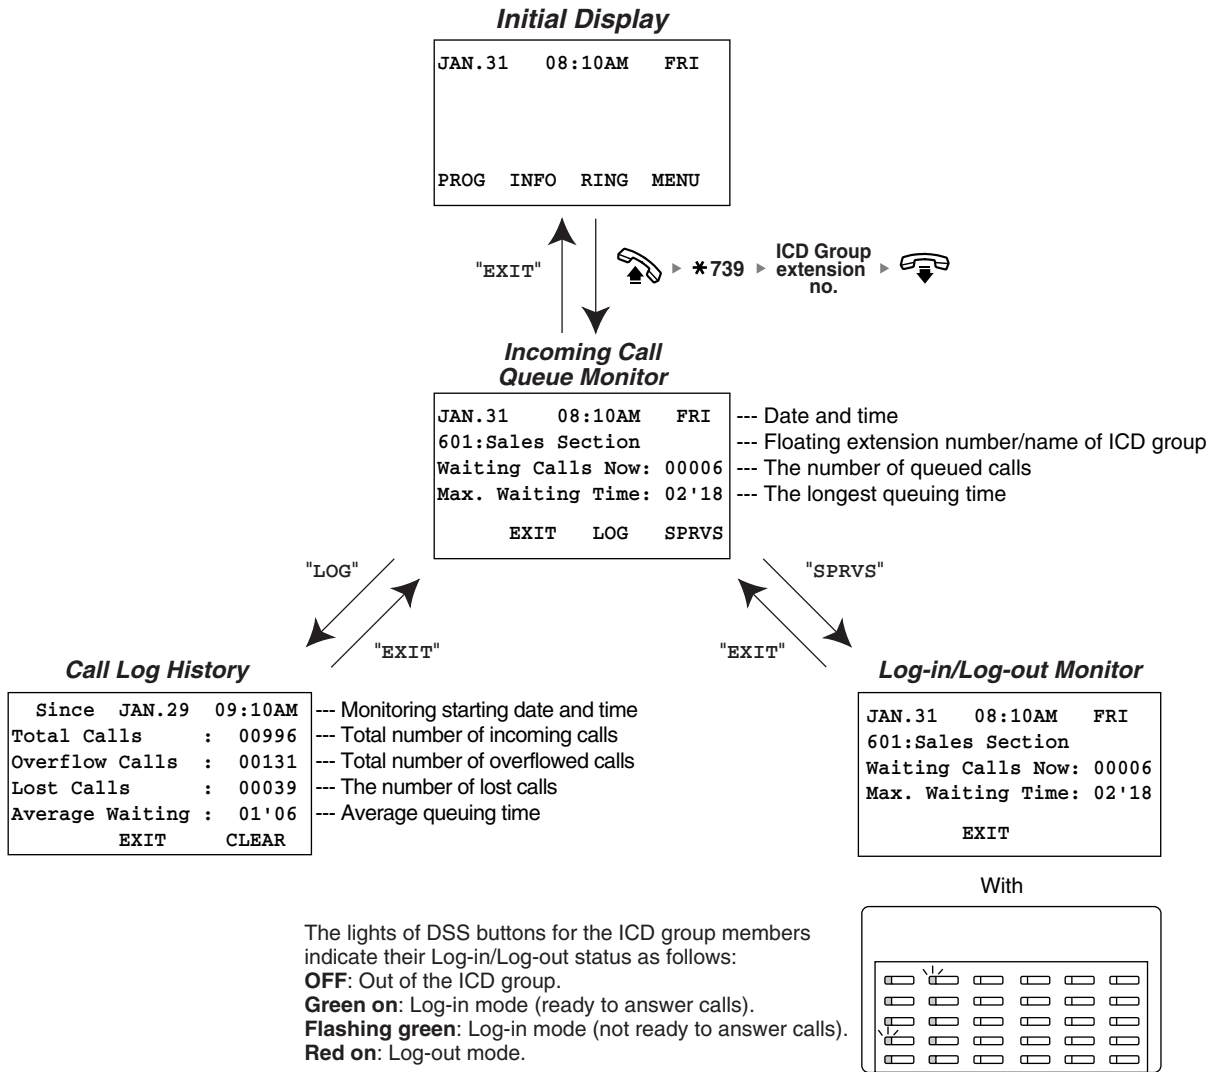 Initial Display
JAN.31 08:10AM FRI
PROG INFO RING MENU
"EXIT"
*739
ICD Group
extension
no.
Incoming Call
Queue Monitor
JAN.31 08:10AM FRI --- Date and time
601:Sales Section --- Floating extension number/name of ICD group
Waiting Calls Now: 00006 --- The number of queued calls
Max. Waiting Time: 02'18 --- The longest queuing time
EXIT LOG SPRVS
"LOG"
"SPRVS"
"EXIT"
"EXIT"
Call Log History
Since JAN.29 09:10AM --- Monitoring starting date and time
Total Calls : 00996 --- Total number of incoming calls
Overflow Calls : 00131 --- Total number of overflowed calls
Lost Calls : 00039 --- The number of lost calls
Average Waiting : 01'06 --- Average queuing time
EXIT CLEAR
Log-in/Log-out Monitor
JAN.31 08:10AM FRI
601:Sales Section
Waiting Calls Now: 00006
Max. Waiting Time: 02'18
EXIT
With
The lights of DSS buttons for the ICD group members
indicate their Log-in/Log-out status as follows:
OFF: Out of the ICD group.
Green on: Log-in mode (ready to answer calls).
Flashing green: Log-in mode (not ready to answer calls).
Red on: Log-out mode.